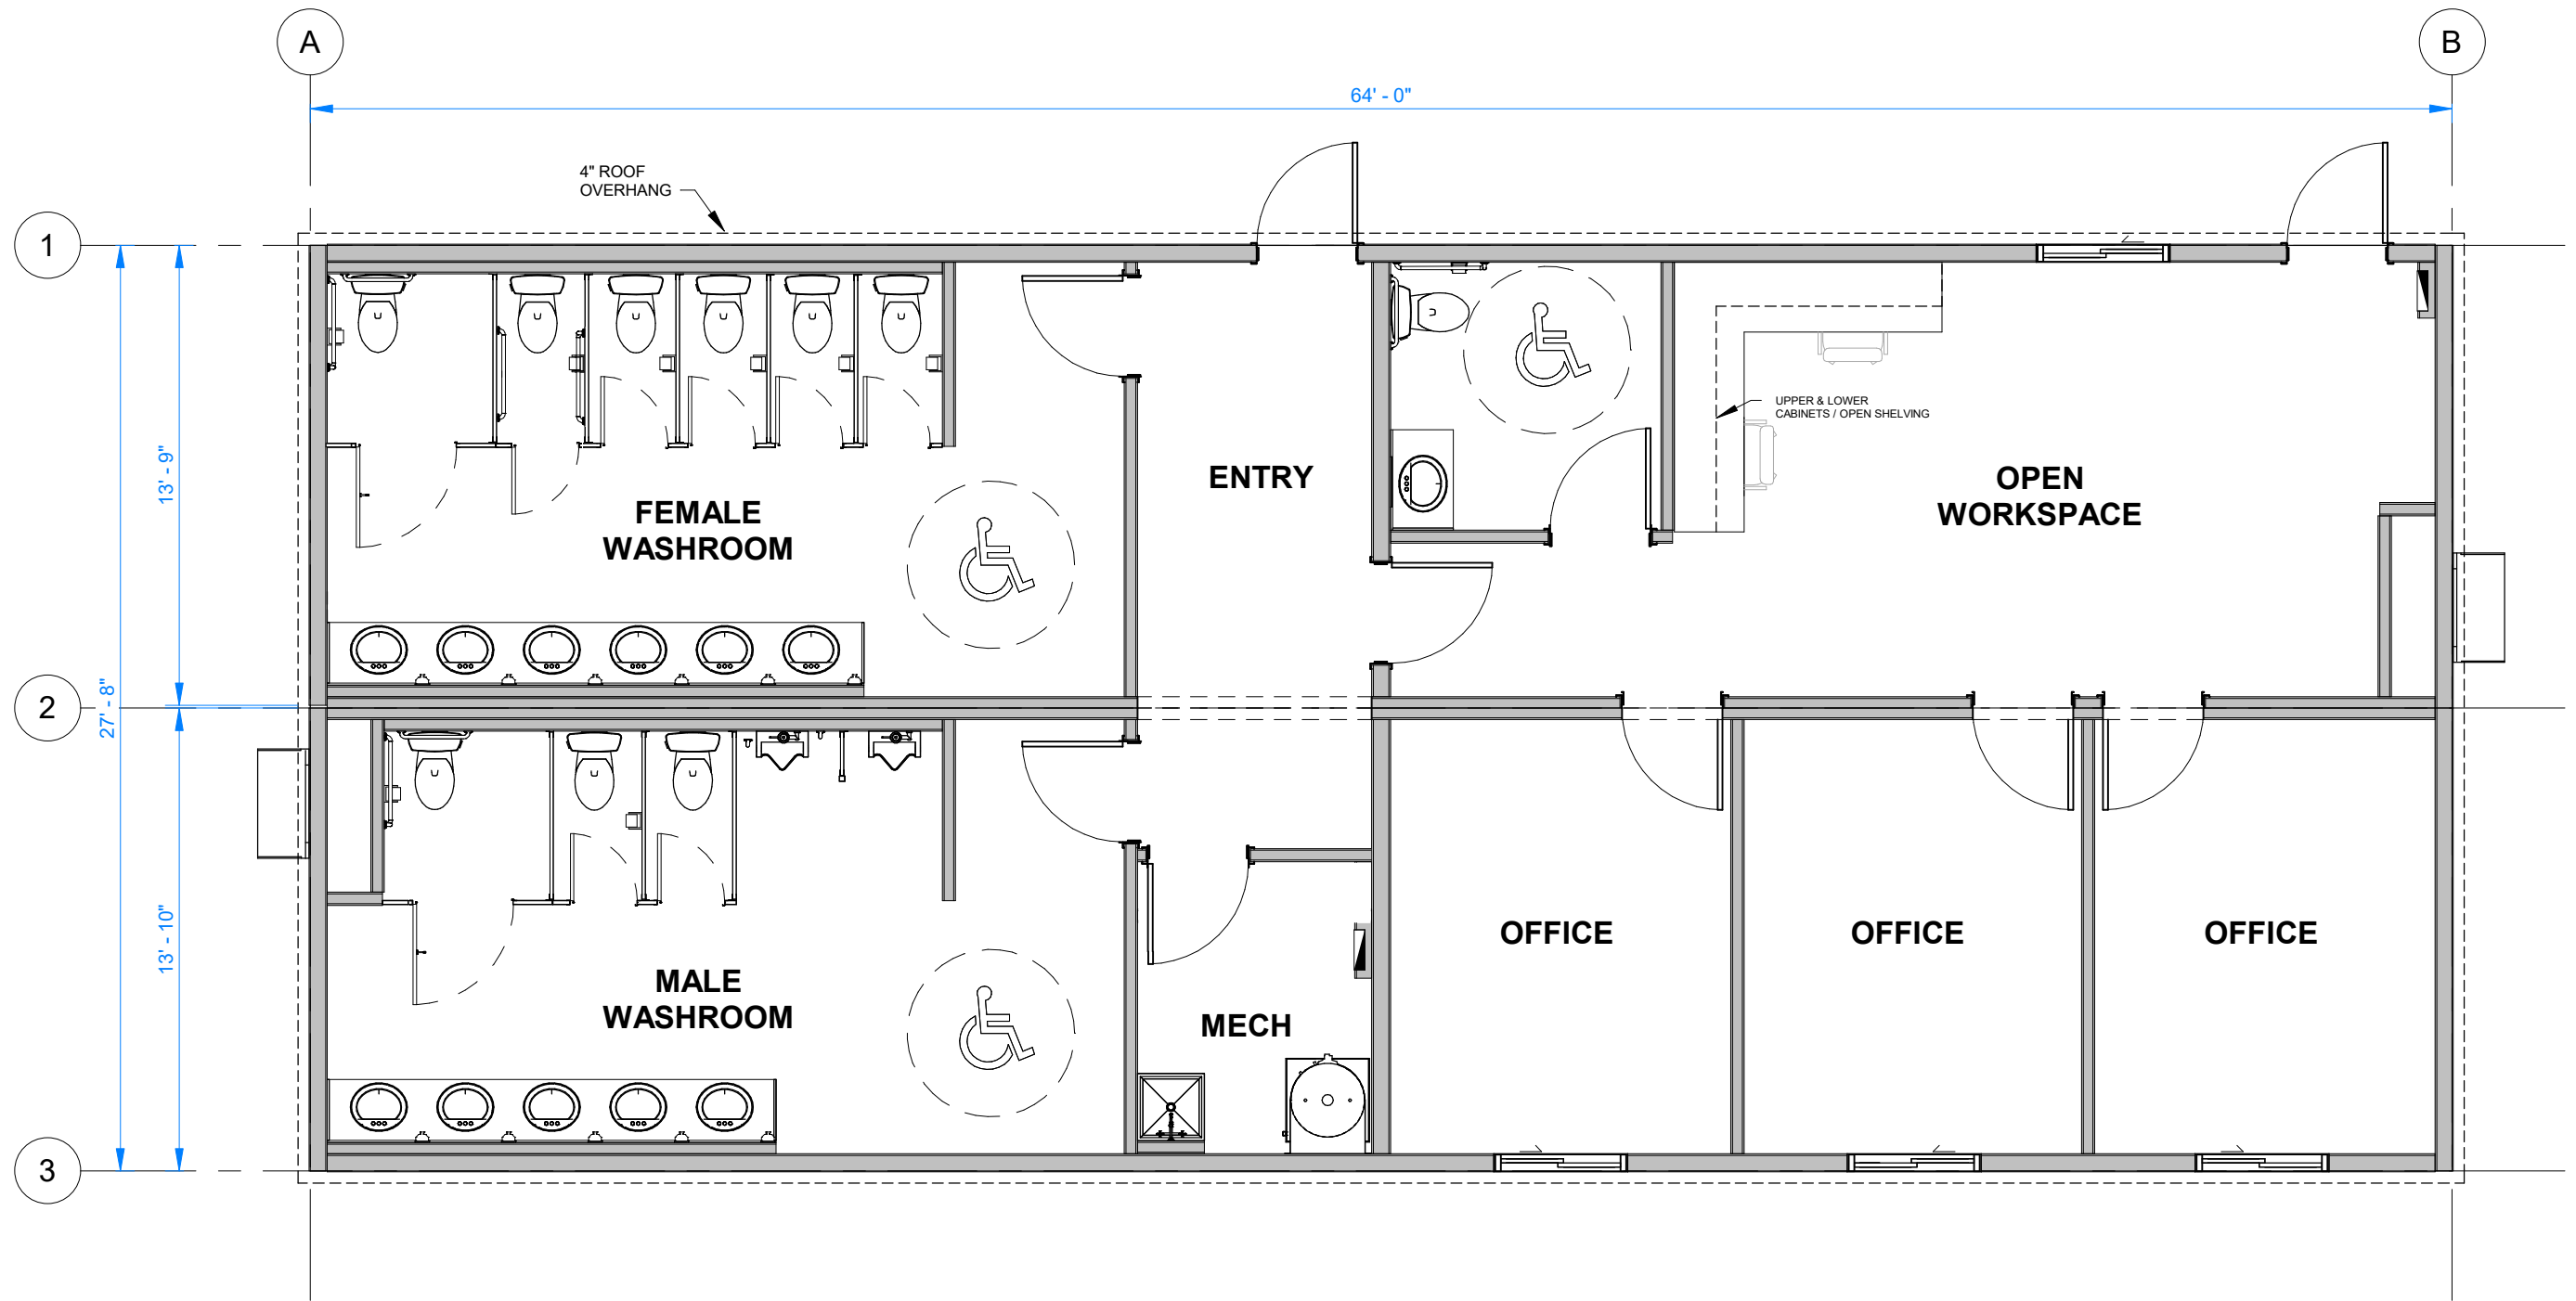 A
B
64' - 0"
4" ROOF
OVERHANG
1
UPPER & LOWER
CABINETS / OPEN SHELVING
13' - 9"
ENTRY
OPEN
WORKSPACE
FEMALE
WASHROOM
27' - 8"
2
13' - 10"
OFFICE
OFFICE
OFFICE
MALE
WASHROOM
MECH
3